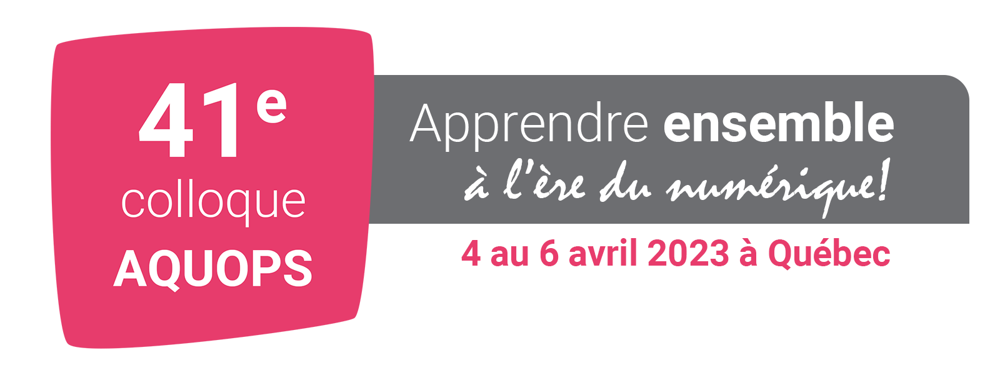 41e
colloque
AQUOPS
Apprendre ensemble
à l'ère du numérique!
4 au 6 avril 2023 à Québec